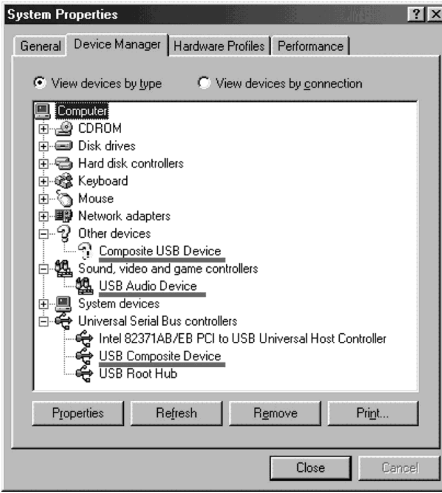 System Properties
General Device Manager Hardware Profiles Performance
View devices by type View devices by connection
Computer
CDROM
Disk drives
Hard disk controllers
Keyboard
Mouse
Network adapters
Other devices
Composite USB Device
Sound, video and game controllers
USB Audio Device
System devices
Universal Serial Bus controllers
Intel 82371AB/EB PCI to USB Universal Host Controller
USB Composite Device
USB Root Hub
Properties Refresh Remove Print...
Close Cancel